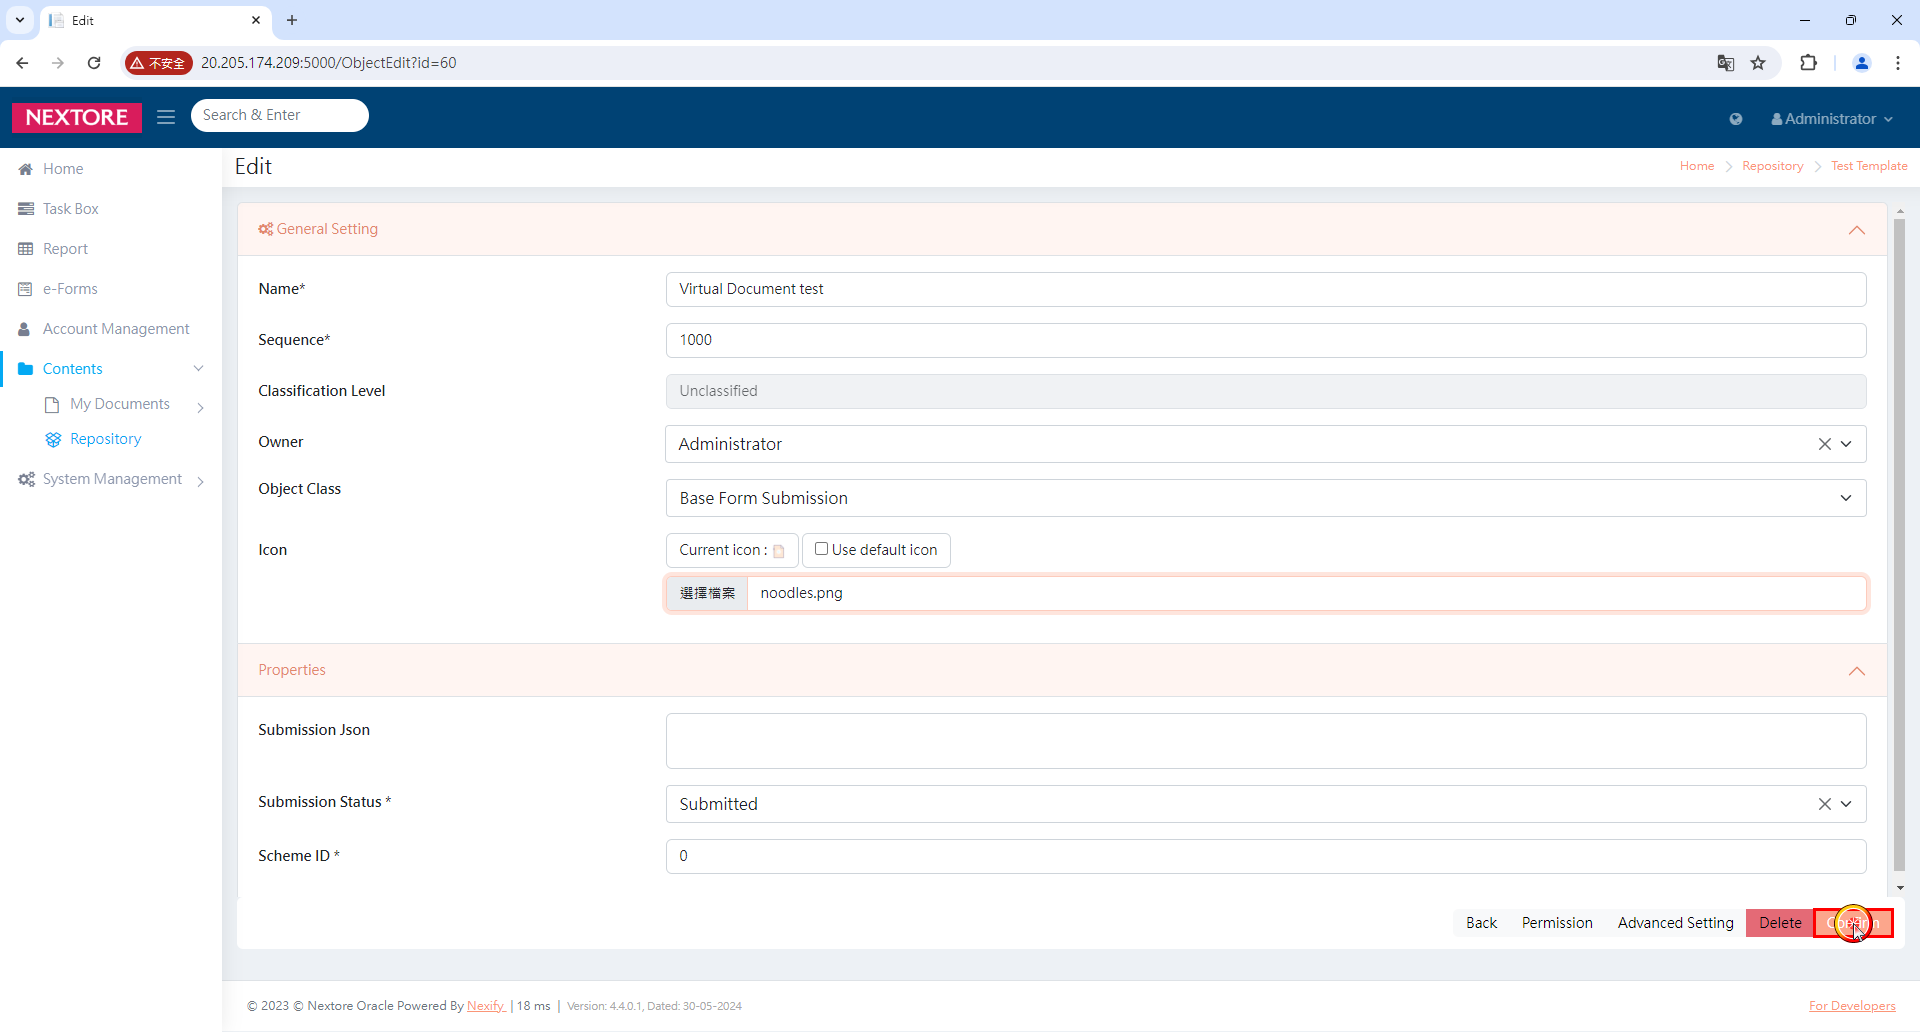 Edit
不安全
20.205.174.209:5000/ObjectEdit?id=60
NEXTORE
Search & Enter
Administrator
Home
Task Box
Report
e-Forms
Account Management
Contents
My Documents
Repository
System Management
Edit
Home
Repository
Test Template
General Setting
Name*
Virtual Document test
Sequence*
1000
Classification Level
Unclassified
Owner
Administrator
Object Class
Base Form Submission
Icon
Current icon :
Use default icon
選擇檔案
noodles.png
Properties
Submission Json
Submission Status *
Submitted
Scheme ID *
0
Back
Permission
Advanced Setting
Delete
© 2023 © Nextore Oracle Powered By Nexify | 18 ms | Version: 4.4.0.1, Dated: 30-05-2024
For Developers